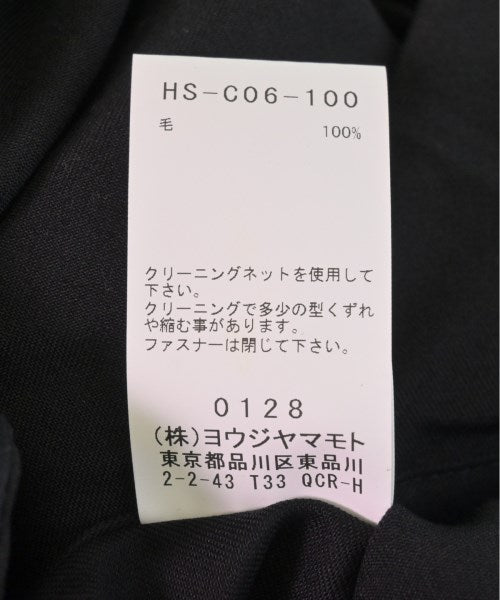 HS-C06-100
毛 100%
クリーニングネットを使用して
下さい。
クリーニングで多少の型くずれ
や縮む事があります。
ファスナーは閉じて下さい。
0128
(株)ヨウジヤマモト
東京都品川区東品川
2-2-43 T33 QCR-H